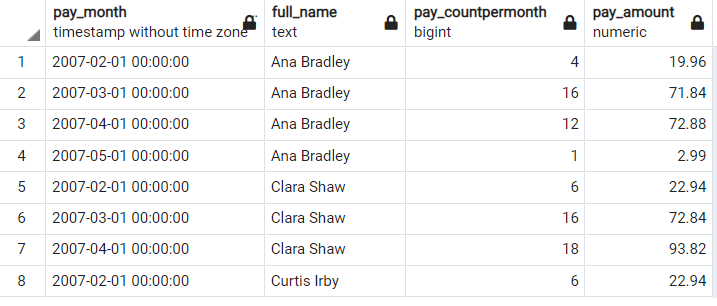 pay_month full_name pay_countpermonth pay_amount
timestamp without time zone text bigint numeric
1 2007-02-01 00:00:00 Ana Bradley 4 19.96
2 2007-03-01 00:00:00 Ana Bradley 16 71.84
3 2007-04-01 00:00:00 Ana Bradley 12 72.88
4 2007-05-01 00:00:00 Ana Bradley 1 2.99
5 2007-02-01 00:00:00 Clara Shaw 6 22.94
6 2007-03-01 00:00:00 Clara Shaw 16 72.84
7 2007-04-01 00:00:00 Clara Shaw 18 93.82
8 2007-02-01 00:00:00 Curtis Irby 6 22.94